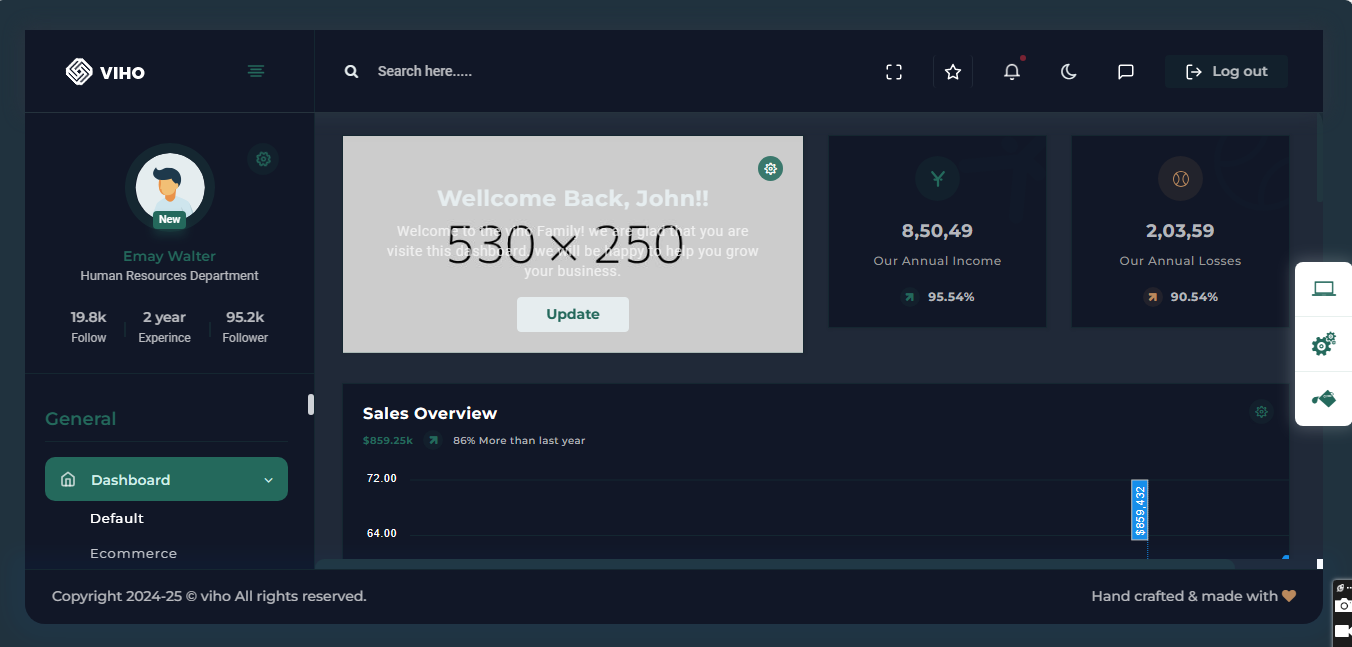 VIHO
Search here.....
Log out
New
Emay Walter
Human Resources Department
19.8k
Follow
2 year
Experince
95.2k
Follower
General
Dashboard
Default
Ecommerce
Wellcome Back, John!!
Welcome to the viho Family! we are glad that you are
visite this dashboard. we will be happy to help you grow
your business.
530 × 250
Update
8,50,49
Our Annual Income
95.54%
2,03,59
Our Annual Losses
90.54%
Sales Overview
$859.25k
86% More than last year
72.00
64.00
$859,432
Copyright 2024-25 © viho All rights reserved.
Hand crafted & made with